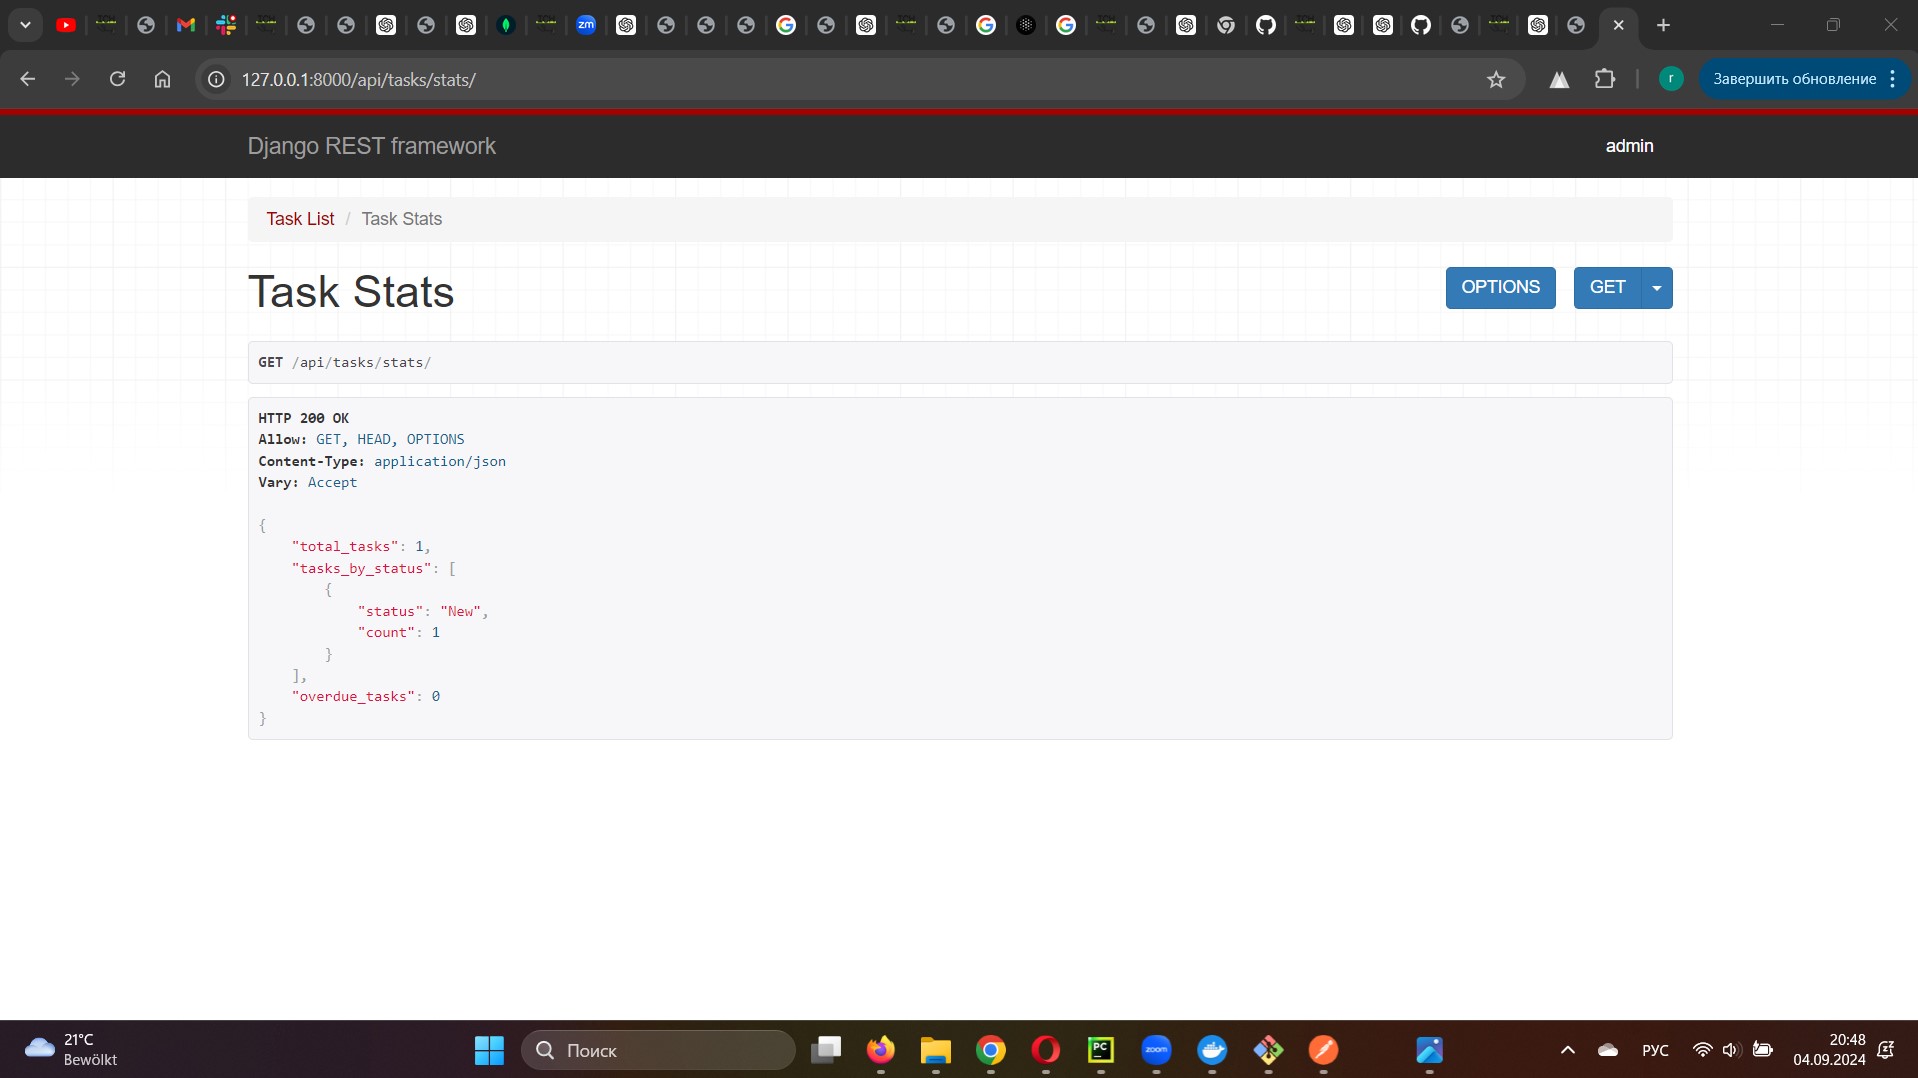 zm
127.0.0.1:8000/api/tasks/stats/
r
Завершить обновление
Django REST framework
admin
Task List / Task Stats
Task Stats
OPTIONS
GET
GET /api/tasks/stats/
HTTP 200 OK
Allow: GET, HEAD, OPTIONS
Content-Type: application/json
Vary: Accept
{
    "total_tasks": 1,
    "tasks_by_status": [
        {
            "status": "New",
            "count": 1
        }
    ],
    "overdue_tasks": 0
}
21°C
Bewölkt
Поиск
PC
zoom
РУС
20:48
04.09.2024